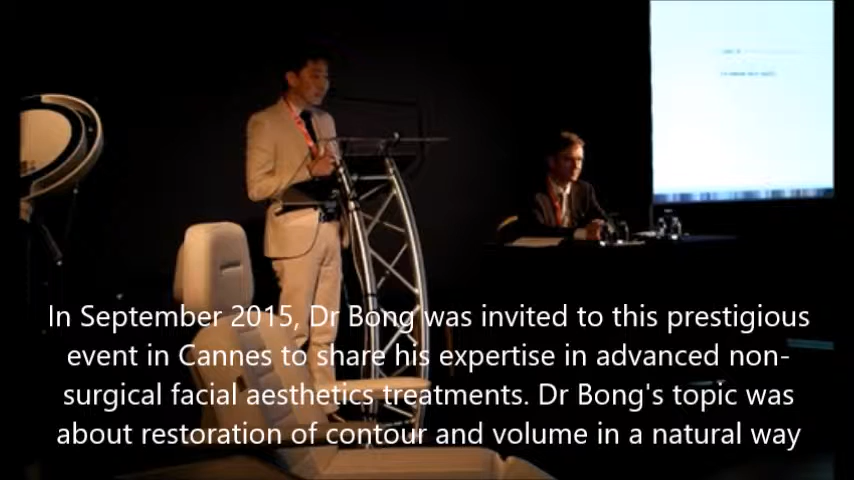 In September 2015, Dr Bong was invited to this prestigious
event in Cannes to share his expertise in advanced non-
surgical facial aesthetics treatments. Dr Bong's topic was
about restoration of contour and volume in a natural way